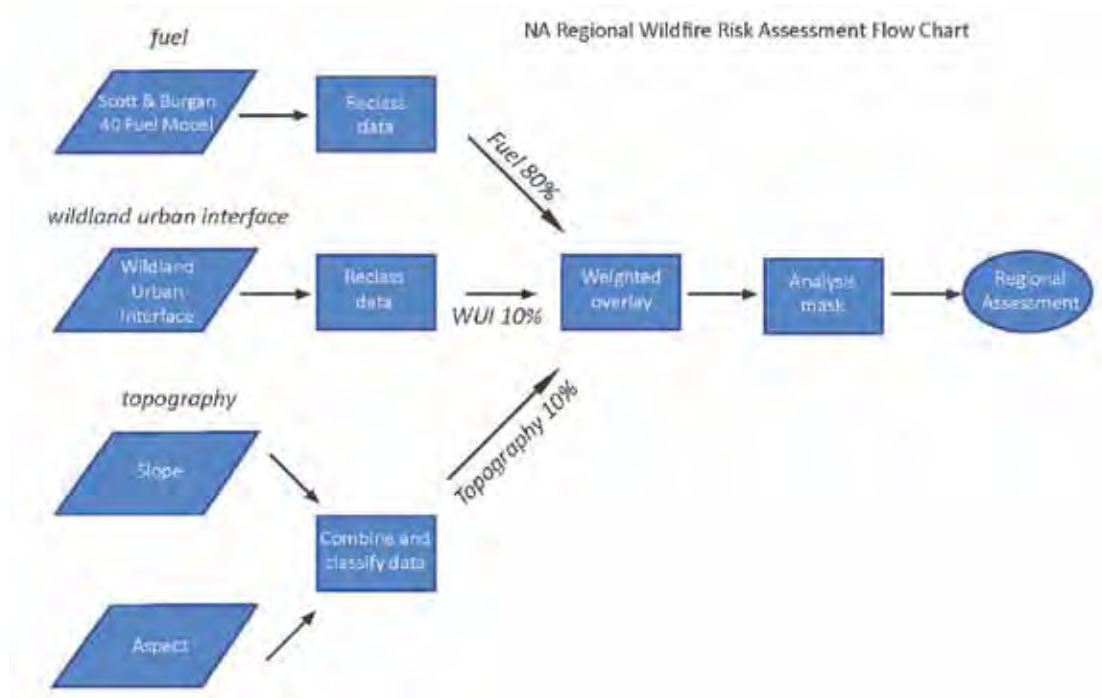 NA Regional Wildfire Risk Assessment Flow Chart
fuel
Scott & Burgan
40 Fuel Model
Reclass
data
Fuel 80%
wildland urban interface
Wildland
Urban
Interface
Reclass
data
WUI 10%
Weighted
overlay
Analysis
mask
Regional
Assessment
topography
Slope
Topography 10%
Combine and
classify data
Aspect